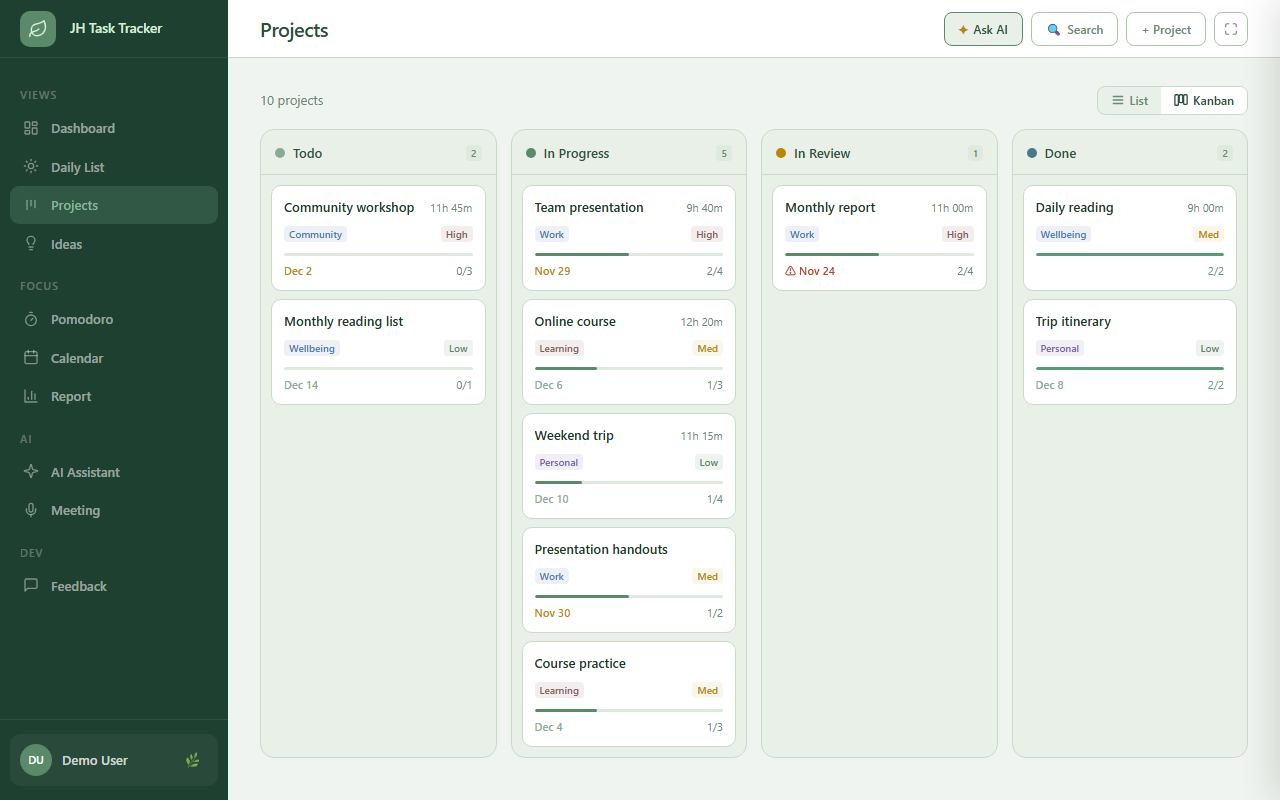 JH Task Tracker
VIEWS
Dashboard
Daily List
Projects
Ideas
FOCUS
Pomodoro
Calendar
Report
AI
AI Assistant
Meeting
DEV
Feedback
DU Demo User
Projects
Ask AI
Search
+ Project
10 projects
List
Kanban
Todo 2
Community workshop 11h 45m
Community High
Dec 2 0/3
Monthly reading list
Wellbeing Low
Dec 14 0/1
In Progress 5
Team presentation 9h 40m
Work High
Nov 29 2/4
Online course 12h 20m
Learning Med
Dec 6 1/3
Weekend trip 11h 15m
Personal Low
Dec 10 1/4
Presentation handouts
Work Med
Nov 30 1/2
Course practice
Learning Med
Dec 4 1/3
In Review 1
Monthly report 11h 00m
Work High
Nov 24 2/4
Done 2
Daily reading 9h 00m
Wellbeing Med
2/2
Trip itinerary
Personal Low
Dec 8 2/2